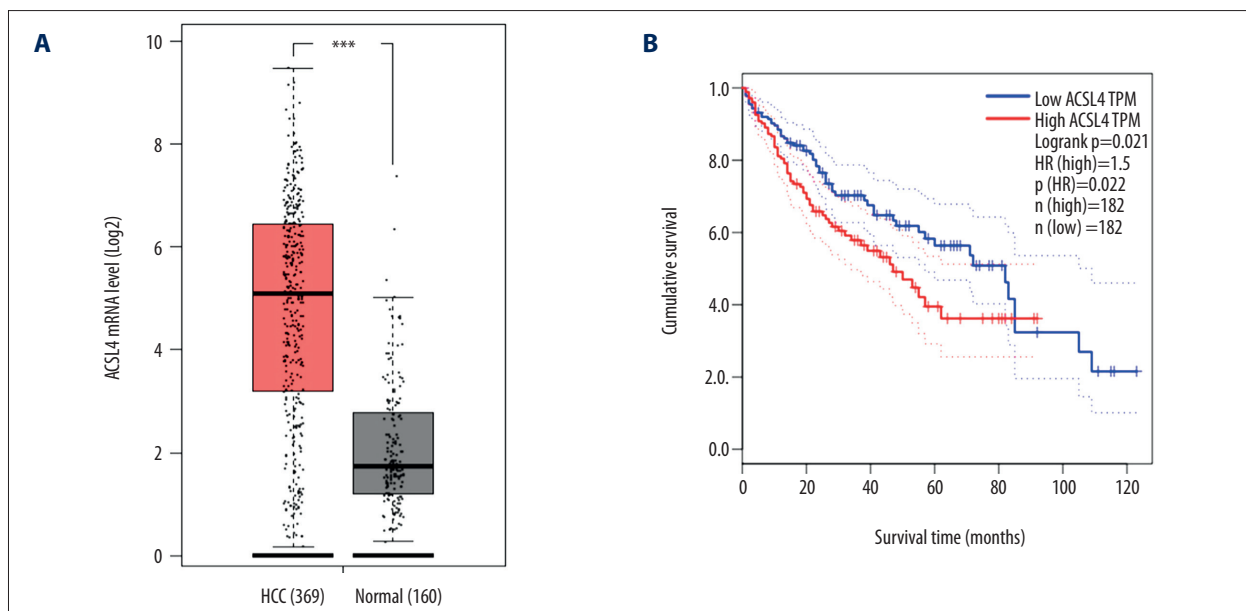 A
***
10
8
6
4
2
0
ACSL4 mRNA level (Log2)
HCC (369)
Normal (160)
B
Low ACSL4 TPM
High ACSL4 TPM
Logrank p=0.021
HR (high)=1.5
p (HR)=0.022
n (high)=182
n (low) =182
1.0
8.0
6.0
4.0
2.0
0.0
Cumulative survival
0 20 40 60 80 100 120
Survival time (months)